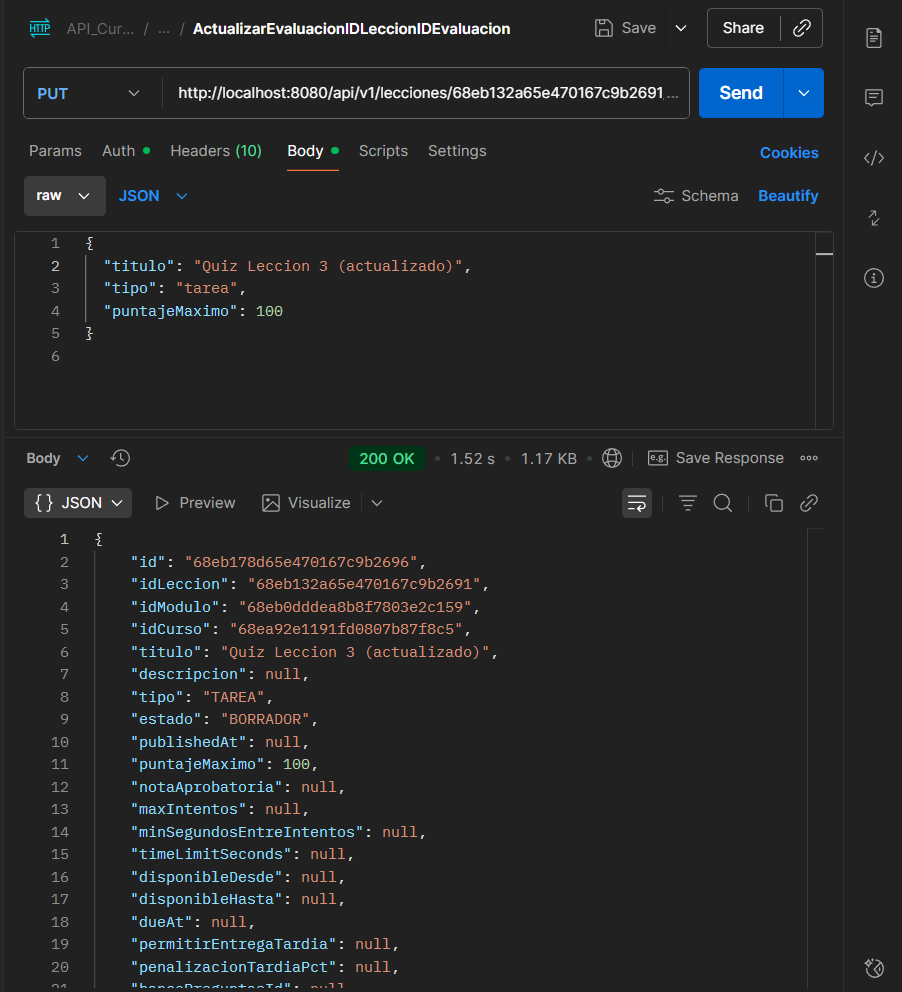 HTTP API_Cur... / ... / ActualizarEvaluacionIDLeccionIDEvaluacion Save Share
PUT http://localhost:8080/api/v1/lecciones/68eb132a65e470167c9b2691 ... Send
Params Auth Headers (10) Body Scripts Settings Cookies
raw JSON Schema Beautify
1 {
2 "titulo": "Quiz Leccion 3 (actualizado)",
3 "tipo": "tarea",
4 "puntajeMaximo": 100
5 }
6
Body 200 OK • 1.52 s • 1.17 KB • e.g. Save Response
{} JSON Preview Visualize
1 {
2 "id": "68eb178d65e470167c9b2696",
3 "idLeccion": "68eb132a65e470167c9b2691",
4 "idModulo": "68eb0dddea8b8f7803e2c159",
5 "idCurso": "68ea92e1191fd0807b87f8c5",
6 "titulo": "Quiz Leccion 3 (actualizado)",
7 "descripcion": null,
8 "tipo": "TAREA",
9 "estado": "BORRADOR",
10 "publishedAt": null,
11 "puntajeMaximo": 100,
12 "notaAprobatoria": null,
13 "maxIntentos": null,
14 "minSegundosEntreIntentos": null,
15 "timeLimitSeconds": null,
16 "disponibleDesde": null,
17 "disponibleHasta": null,
18 "dueAt": null,
19 "permitirEntregaTardia": null,
20 "penalizacionTardiaPct": null,